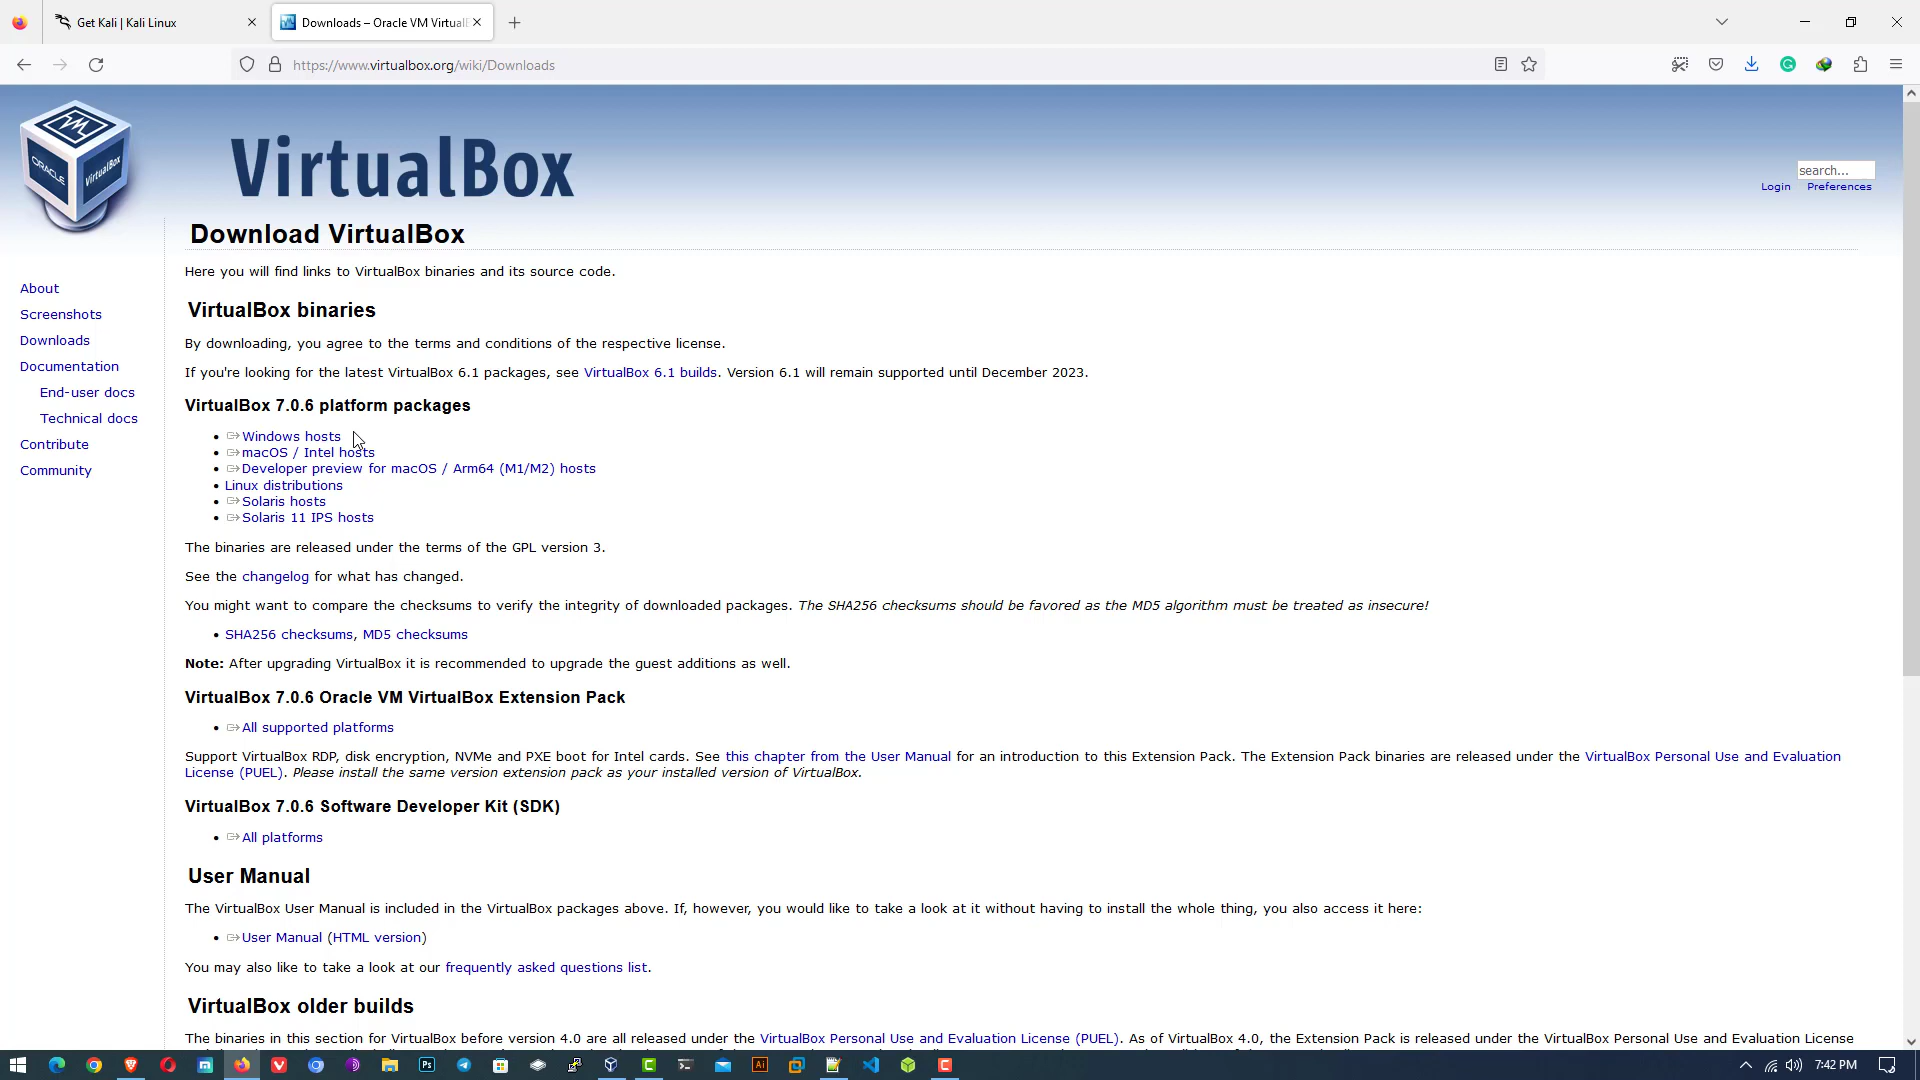 Get Kali | Kali Linux
Downloads – Oracle VM Virtual
https://www.virtualbox.org/wiki/Downloads
ORACLE
VirtualBox
VirtualBox
search...
Login Preferences
Download VirtualBox
Here you will find links to VirtualBox binaries and its source code.
About
Screenshots
Downloads
Documentation
End-user docs
Technical docs
Contribute
Community
VirtualBox binaries
By downloading, you agree to the terms and conditions of the respective license.
If you're looking for the latest VirtualBox 6.1 packages, see VirtualBox 6.1 builds. Version 6.1 will remain supported until December 2023.
VirtualBox 7.0.6 platform packages
• Windows hosts
• macOS / Intel hosts
• Developer preview for macOS / Arm64 (M1/M2) hosts
• Linux distributions
• Solaris hosts
• Solaris 11 IPS hosts
The binaries are released under the terms of the GPL version 3.
See the changelog for what has changed.
You might want to compare the checksums to verify the integrity of downloaded packages. The SHA256 checksums should be favored as the MD5 algorithm must be treated as insecure!
• SHA256 checksums, MD5 checksums
Note: After upgrading VirtualBox it is recommended to upgrade the guest additions as well.
VirtualBox 7.0.6 Oracle VM VirtualBox Extension Pack
• All supported platforms
Support VirtualBox RDP, disk encryption, NVMe and PXE boot for Intel cards. See this chapter from the User Manual for an introduction to this Extension Pack. The Extension Pack binaries are released under the VirtualBox Personal Use and Evaluation
License (PUEL). Please install the same version extension pack as your installed version of VirtualBox.
VirtualBox 7.0.6 Software Developer Kit (SDK)
• All platforms
User Manual
The VirtualBox User Manual is included in the VirtualBox packages above. If, however, you would like to take a look at it without having to install the whole thing, you also access it here:
• User Manual (HTML version)
You may also like to take a look at our frequently asked questions list.
VirtualBox older builds
The binaries in this section for VirtualBox before version 4.0 are all released under the VirtualBox Personal Use and Evaluation License (PUEL). As of VirtualBox 4.0, the Extension Pack is released under the VirtualBox Personal Use and Evaluation License
7:42 PM